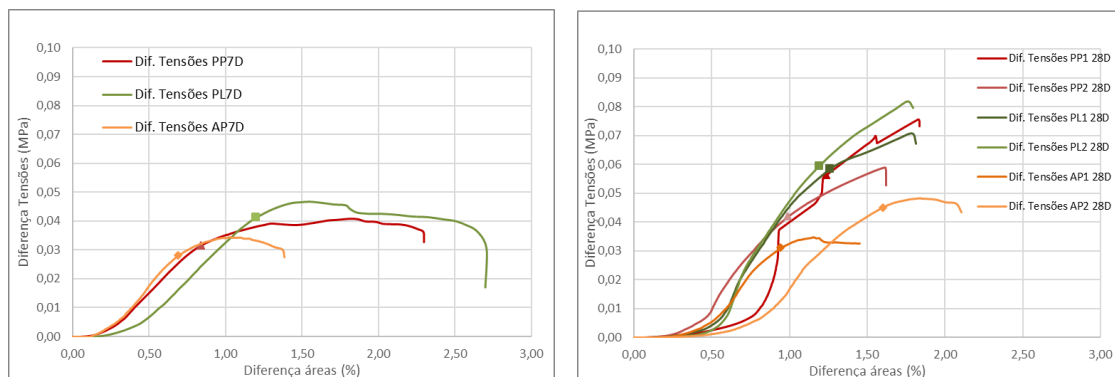 Diferença Tensões (MPa)
0,10
0,09
0,08
0,07
0,06
0,05
0,04
0,03
0,02
0,01
0,00
Dif. Tensões PP7D
Dif. Tensões PL7D
Dif. Tensões AP7D
0,00 0,50 1,00 1,50 2,00 2,50 3,00
Diferença áreas (%)
Diferença Tensões (MPa)
0,10
0,09
0,08
0,07
0,06
0,05
0,04
0,03
0,02
0,01
0,00
Dif. Tensões PP1 28D
Dif. Tensões PP2 28D
Dif. Tensões PL1 28D
Dif. Tensões PL2 28D
Dif. Tensões AP1 28D
Dif. Tensões AP2 28D
0,00 0,50 1,00 1,50 2,00 2,50 3,00
Diferença áreas (%)